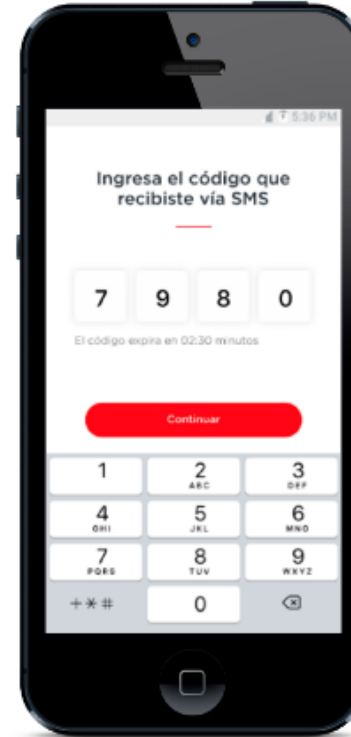 5:36 PM
Ingresa el código que
recibiste vía SMS
7 9 8 0
El código expira en 02:30 minutos
Continuar
1 2 3
ABC DEF
4 5 6
GHI JKL MNO
7 8 9
PQRS TUV WXYZ
+*# 0